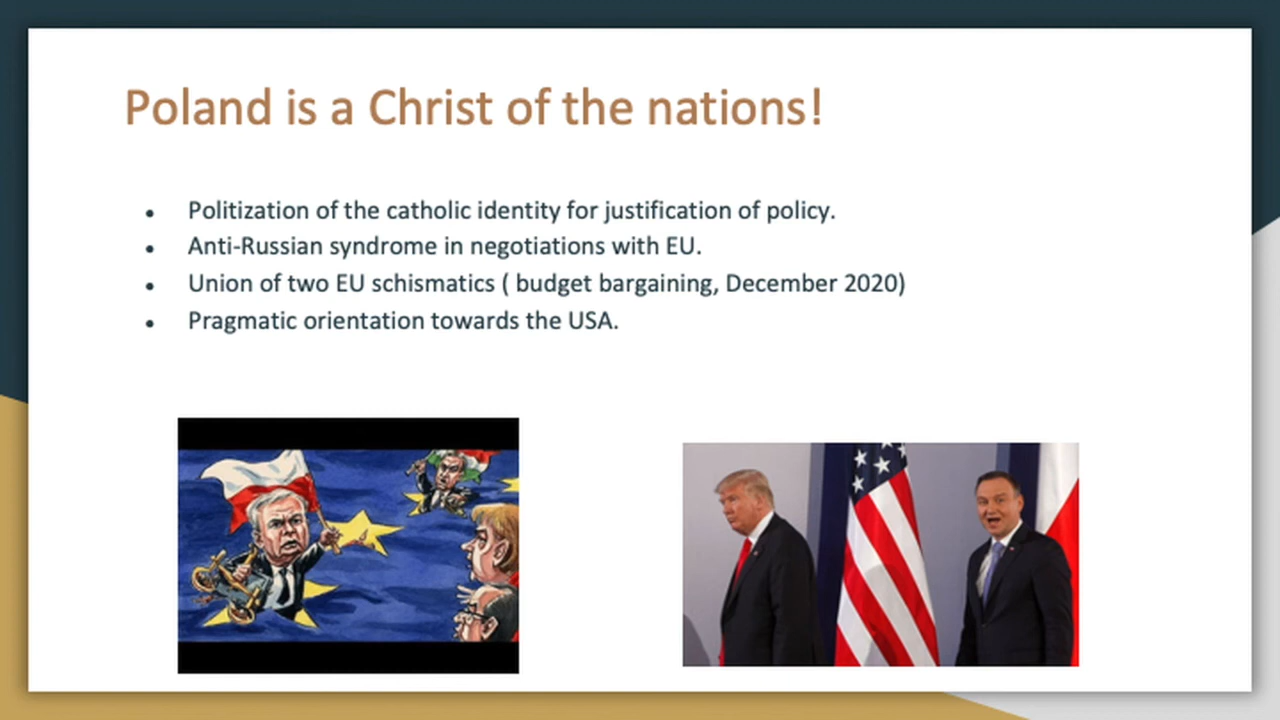 Poland is a Christ of the nations!
• Politization of the catholic identity for justification of policy.
• Anti-Russian syndrome in negotiations with EU.
• Union of two EU schismatics ( budget bargaining, December 2020)
• Pragmatic orientation towards the USA.